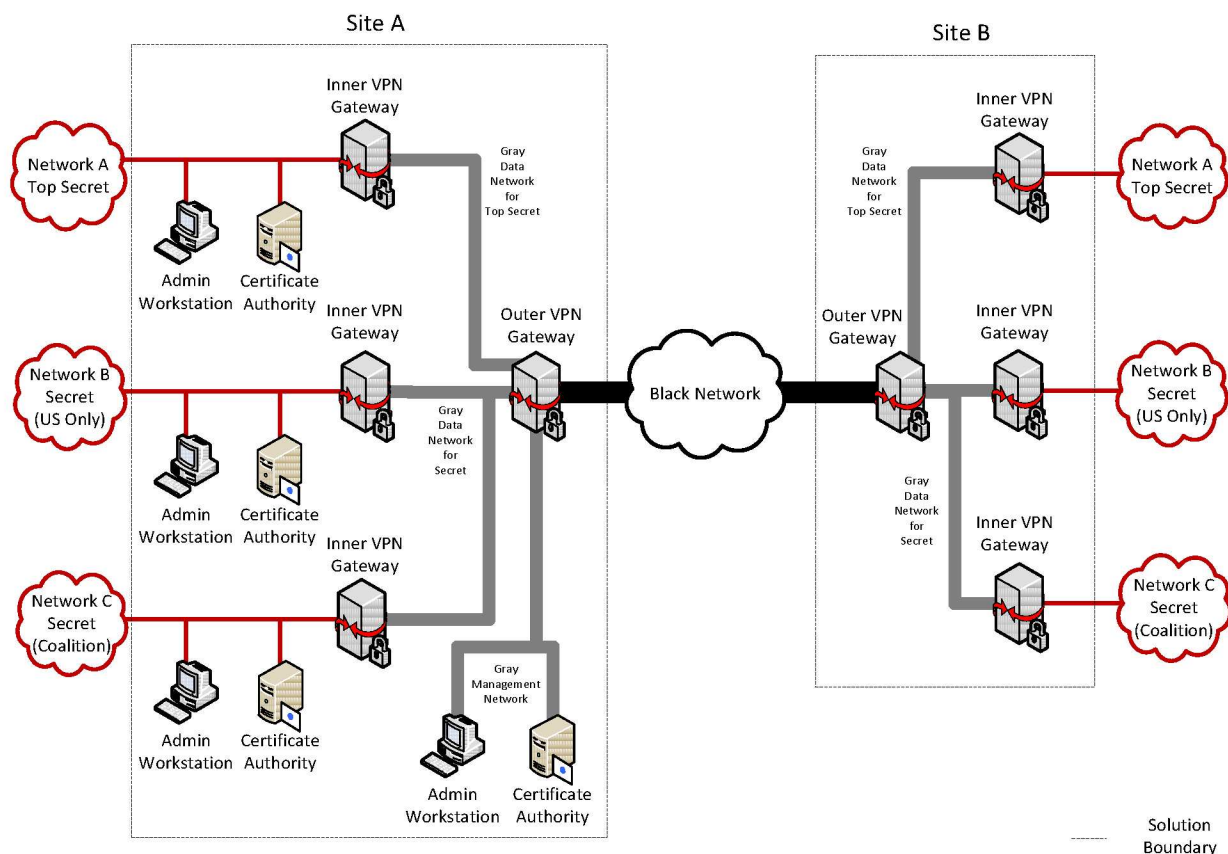 Site A
Site B
Inner VPN
Gateway
Inner VPN
Gateway
Network A
Top Secret
Gray
Data
Network
for
Top Secret
Gray
Data
Network
for
Top Secret
Network A
Top Secret
Admin
Workstation
Certificate
Authority
Inner VPN
Gateway
Outer VPN
Gateway
Outer VPN
Gateway
Inner VPN
Gateway
Network B
Secret
(US Only)
Black Network
Network B
Secret
(US Only)
Gray
Data
Network
for
Secret
Gray
Data
Network
for
Secret
Admin
Workstation
Certificate
Authority
Inner VPN
Gateway
Inner VPN
Gateway
Network C
Secret
(Coalition)
Network C
Secret
(Coalition)
Gray
Management
Network
Admin
Workstation
Certificate
Authority
Admin
Workstation
Certificate
Authority
Solution
Boundary